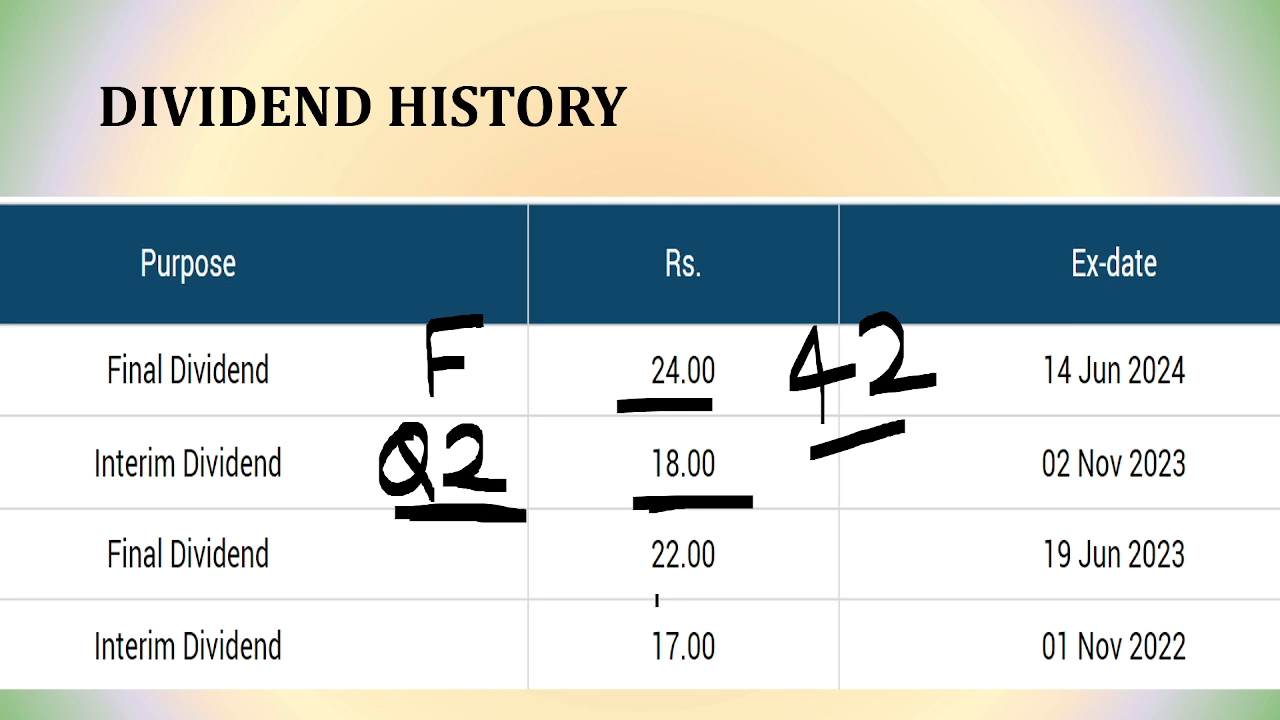 DIVIDEND HISTORY
Purpose Rs. Ex-date
Final Dividend F 24.00 42 14 Jun 2024
Interim Dividend Q2 18.00 02 Nov 2023
Final Dividend 22.00 19 Jun 2023
Interim Dividend 17.00 01 Nov 2022